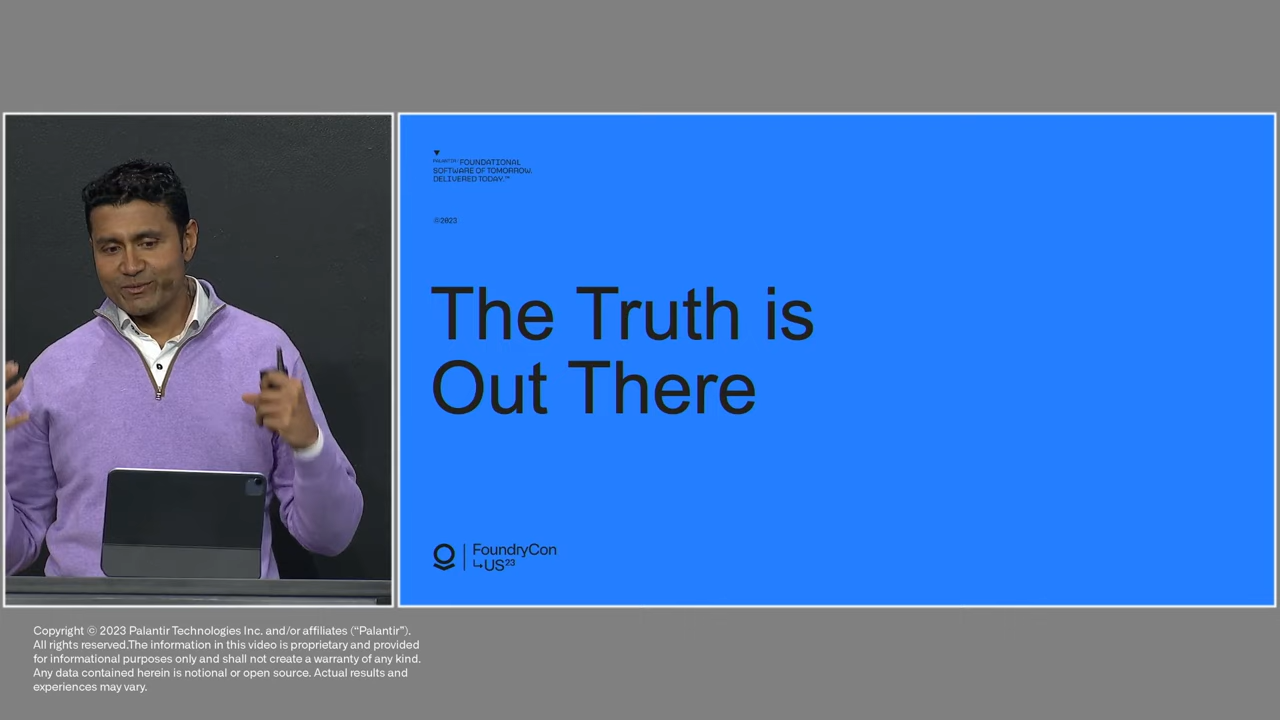 PALANTIR FOUNDATIONAL
SOFTWARE OF TOMORROW.
DELIVERED TODAY.™
2023
The Truth is
Out There
FoundryCon
↳US23
Copyright © 2023 Palantir Technologies Inc. and/or affiliates (“Palantir”).
All rights reserved.The information in this video is proprietary and provided
for informational purposes only and shall not create a warranty of any kind.
Any data contained herein is notional or open source. Actual results and
experiences may vary.